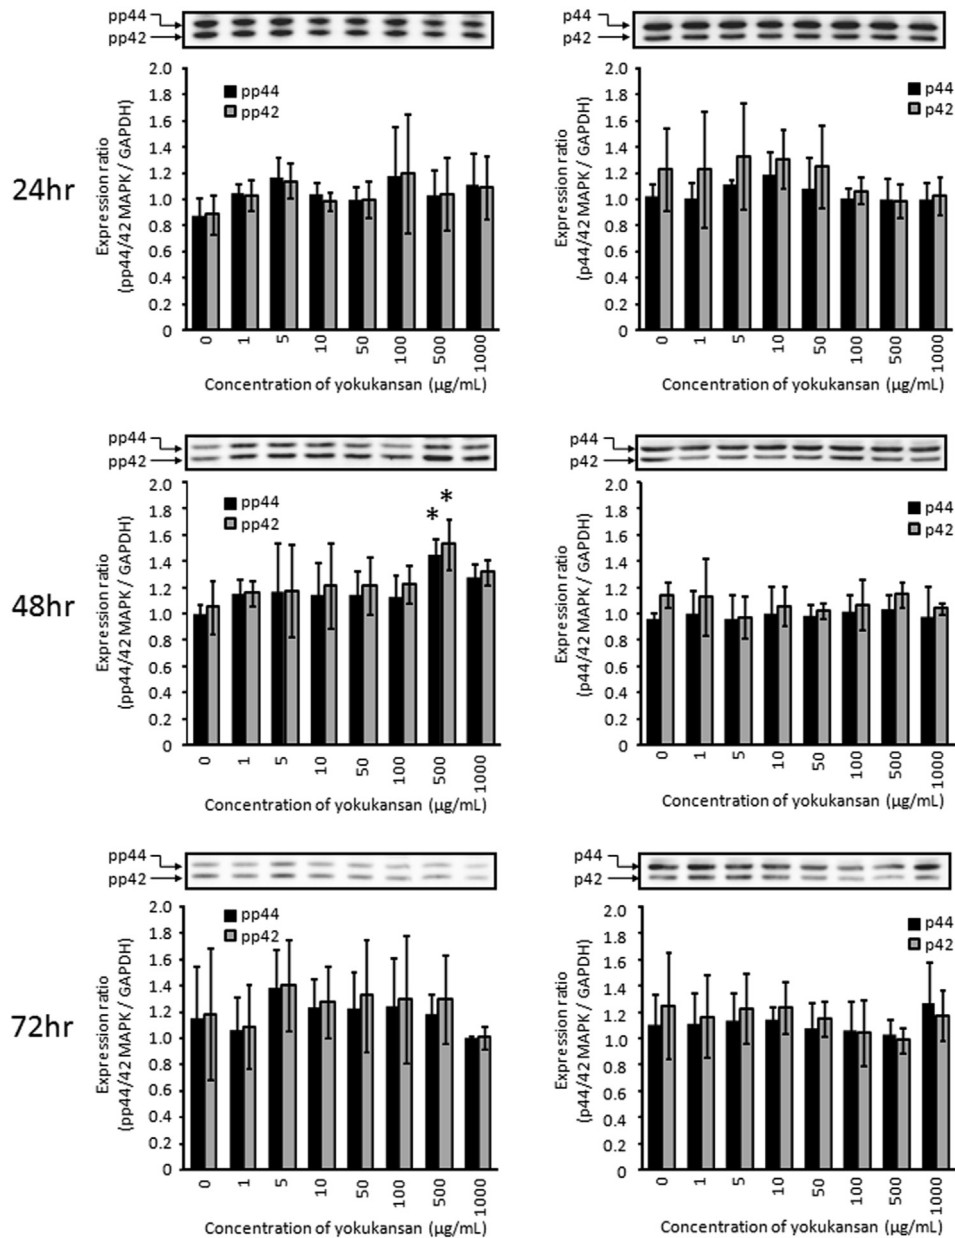 pp44
pp42
2.0
1.8
1.6
1.4
1.2
1.0
0.8
0.6
0.4
0.2
0
Expression ratio
(pp44/42 MAPK / GAPDH)
pp44
pp42
0 1 5 10 50 100 500 1000
Concentration of yokukansan (µg/mL)
p44
p42
2.0
1.8
1.6
1.4
1.2
1.0
0.8
0.6
0.4
0.2
0
Expression ratio
(p44/42 MAPK / GAPDH)
p44
p42
0 1 5 10 50 100 500 1000
Concentration of yokukansan (µg/mL)
24hr
pp44
pp42
2.0
1.8
1.6
1.4
1.2
1.0
0.8
0.6
0.4
0.2
0
Expression ratio
(pp44/42 MAPK / GAPDH)
pp44
pp42
* *
0 1 5 10 50 100 500 1000
Concentration of yokukansan (µg/mL)
p44
p42
2.0
1.8
1.6
1.4
1.2
1.0
0.8
0.6
0.4
0.2
0
Expression ratio
(p44/42 MAPK / GAPDH)
p44
p42
0 1 5 10 50 100 500 1000
Concentration of yokukansan (µg/mL)
48hr
pp44
pp42
2.0
1.8
1.6
1.4
1.2
1.0
0.8
0.6
0.4
0.2
0
Expression ratio
(pp44/42 MAPK / GAPDH)
pp44
pp42
0 1 5 10 50 100 500 1000
Concentration of yokukansan (µg/mL)
p44
p42
2.0
1.8
1.6
1.4
1.2
1.0
0.8
0.6
0.4
0.2
0
Expression ratio
(p44/42 MAPK / GAPDH)
p44
p42
0 1 5 10 50 100 500 1000
Concentration of yokukansan (µg/mL)
72hr